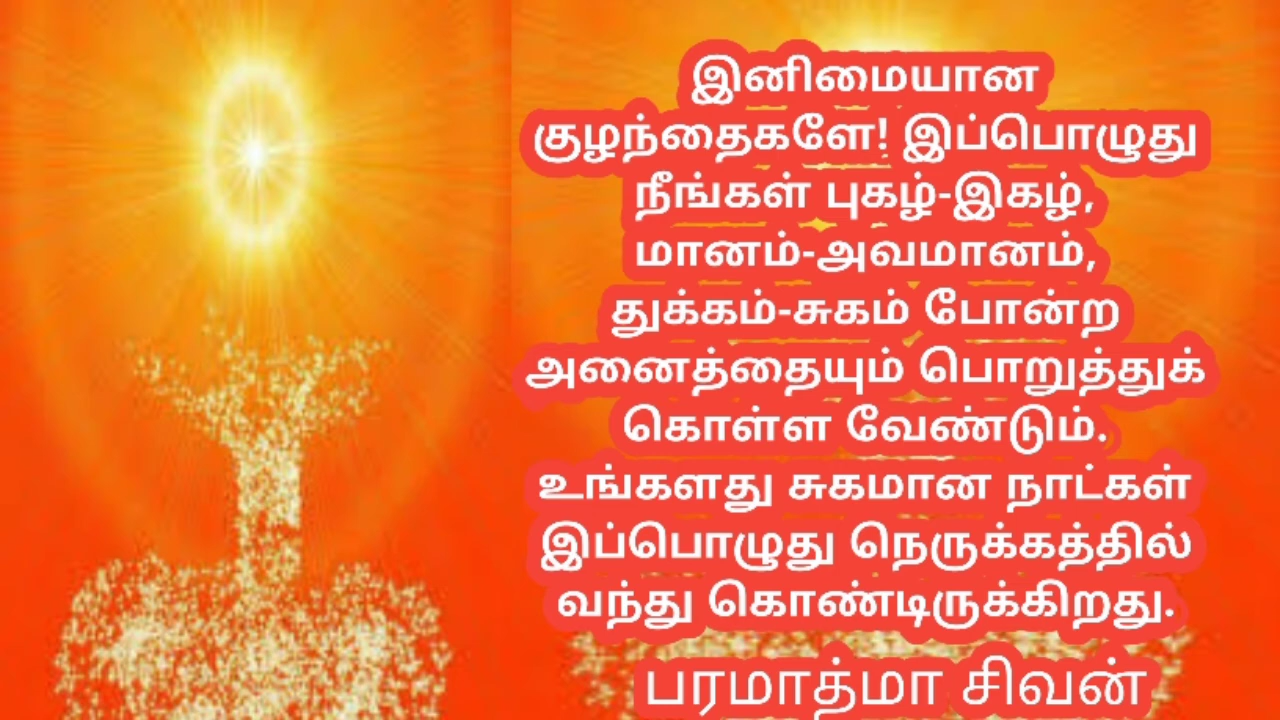 இனிமையான
குழந்தைகளே! இப்பொழுது
நீங்கள் புகழ்-இகழ்,
மானம்-அவமானம்,
துக்கம்-சுகம் போன்ற
அனைத்தையும் பொறுத்துக்
கொள்ள வேண்டும்.
உங்களது சுகமான நாட்கள்
இப்பொழுது நெருக்கத்தில்
வந்து கொண்டிருக்கிறது.
பரமாத்மா சிவன்